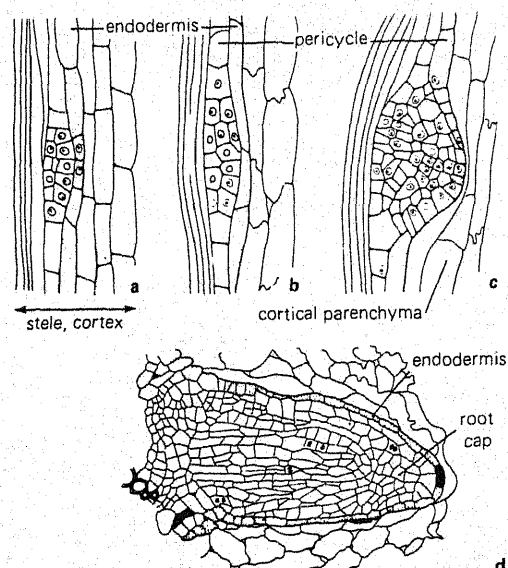 endodermis
pericycle
a
b
c
stele, cortex
cortical parenchyma
endodermis
root
cap
d